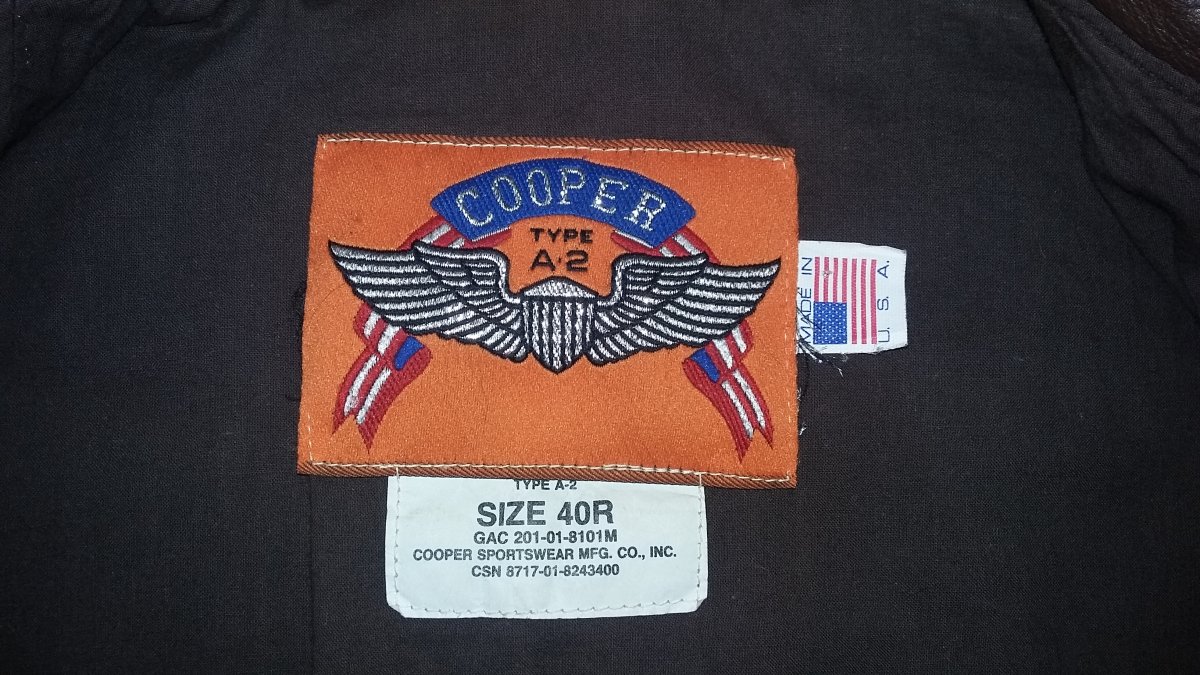 COOPER
TYPE
A-2
MADE IN
U. S. A.
TYPE A-2
SIZE 40R
GAC 201-01-8101M
COOPER SPORTSWEAR MFG. CO., INC.
CSN 8717-01-8243400